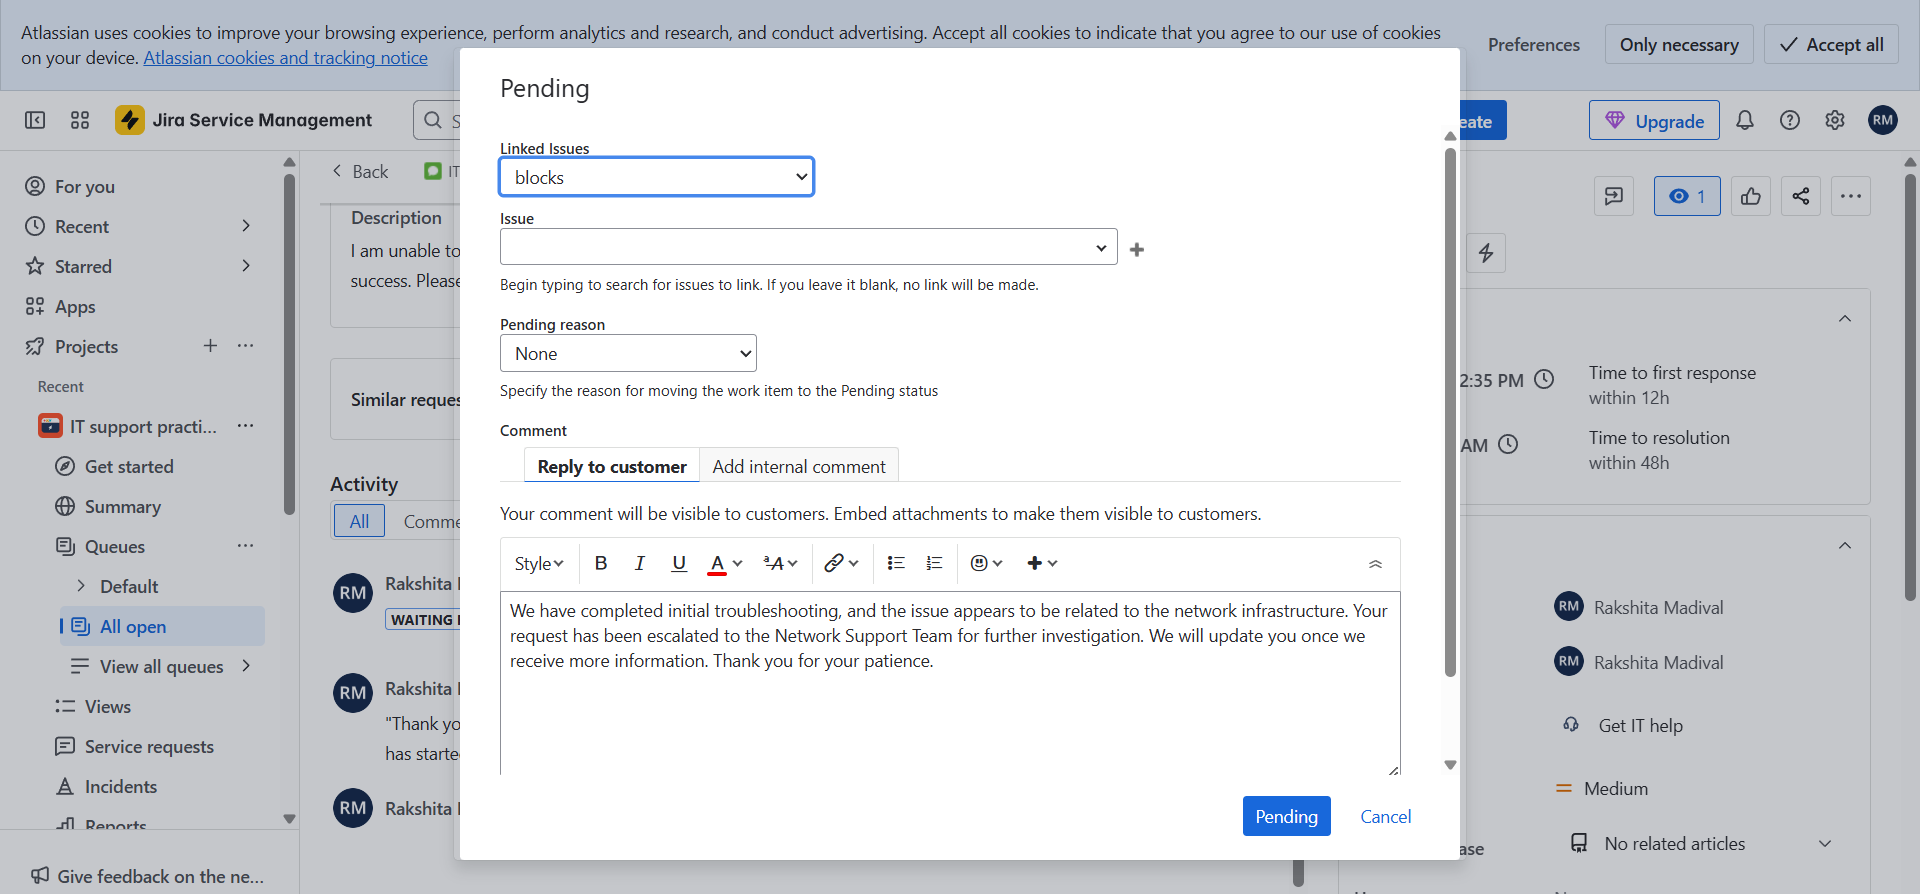 Atlassian uses cookies to improve your browsing experience, perform analytics and research, and conduct advertising. Accept all cookies to indicate that you agree to our use of cookies
on your device. Atlassian cookies and tracking notice
Preferences
Only necessary
Accept all
Jira Service Management
Upgrade
RM
For you
Recent
Starred
Apps
Projects
Recent
IT support practi...
Get started
Summary
Queues
Default
All open
View all queues
Views
Service requests
Incidents
Reports
Give feedback on the ne...
Back
IT
Description
I am unable to
success. Please
Similar reques
Activity
All
Comme
RM
Rakshita
WAITING
RM
Rakshita
"Thank yo
has starte
RM
Rakshita
Pending
Linked Issues
blocks
Issue
Begin typing to search for issues to link. If you leave it blank, no link will be made.
Pending reason
None
Specify the reason for moving the work item to the Pending status
Comment
Reply to customer
Add internal comment
Your comment will be visible to customers. Embed attachments to make them visible to customers.
Style
B
I
U
A
ªA
We have completed initial troubleshooting, and the issue appears to be related to the network infrastructure. Your
request has been escalated to the Network Support Team for further investigation. We will update you once we
receive more information. Thank you for your patience.
Pending
Cancel
eate
1
2:35 PM
Time to first response
within 12h
AM
Time to resolution
within 48h
RM
Rakshita Madival
RM
Rakshita Madival
Get IT help
Medium
No related articles
ase